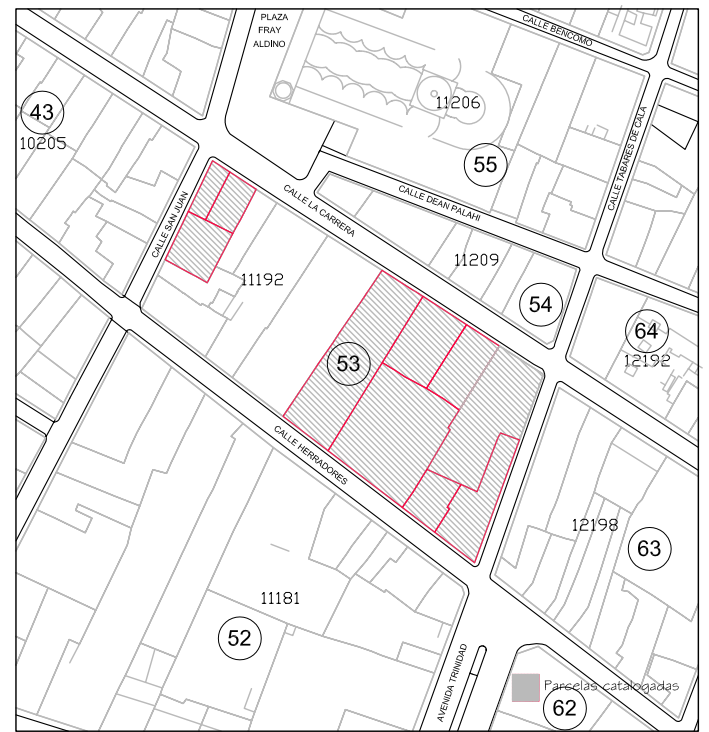 PLAZA
FRAY
ALDINO
CALLE BENCOMO
43
10205
11206
CALLE TABARES DE CALA
55
CALLE SAN JUAN
CALLE LA CARRERA
CALLE DEAN PALAHI
11192
11209
54
64
12192
53
CALLE HERRADORES
12198
63
11181
52
AVENIDA TRINIDAD
Parcelas catalogadas
62